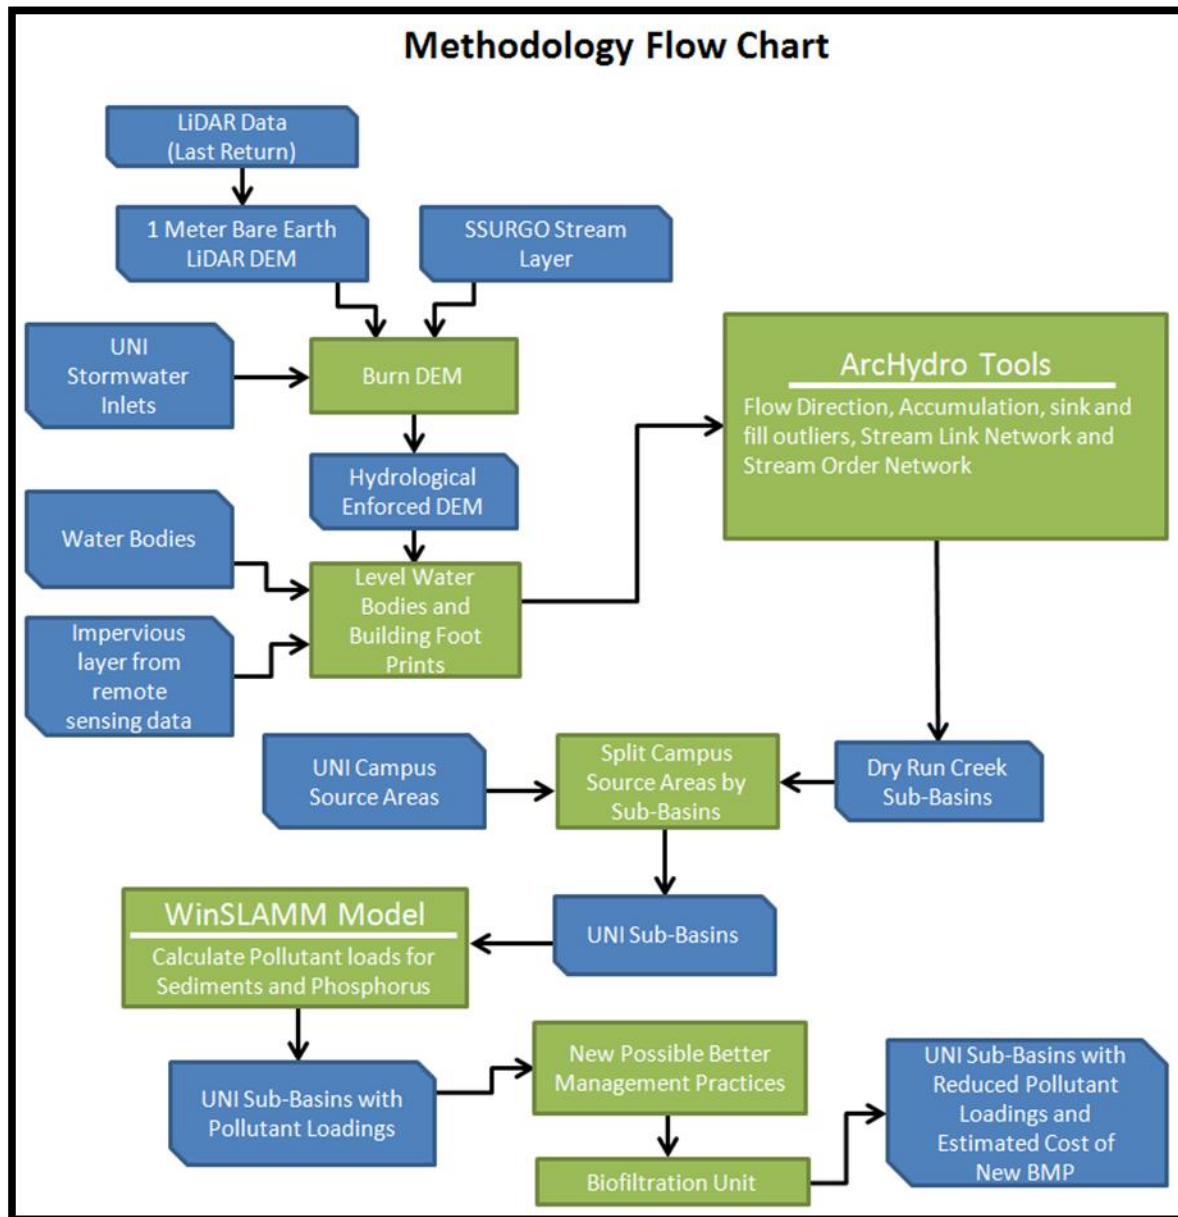 Methodology Flow Chart
LiDAR Data
(Last Return)
1 Meter Bare Earth
LiDAR DEM
SSURGO Stream
Layer
UNI
Stormwater
Inlets
Burn DEM
ArcHydro Tools
Flow Direction, Accumulation, sink and
fill outliers, Stream Link Network and
Stream Order Network
Hydrological
Enforced DEM
Water Bodies
Level Water
Bodies and
Building Foot
Prints
Impervious
layer from
remote
sensing data
UNI Campus
Source Areas
Split Campus
Source Areas by
Sub-Basins
Dry Run Creek
Sub-Basins
WinSLAMM Model
Calculate Pollutant loads for
Sediments and Phosphorus
UNI Sub-Basins
UNI Sub-Basins with
Pollutant Loadings
New Possible Better
Management Practices
Biofiltration Unit
UNI Sub-Basins with
Reduced Pollutant
Loadings and
Estimated Cost of
New BMP